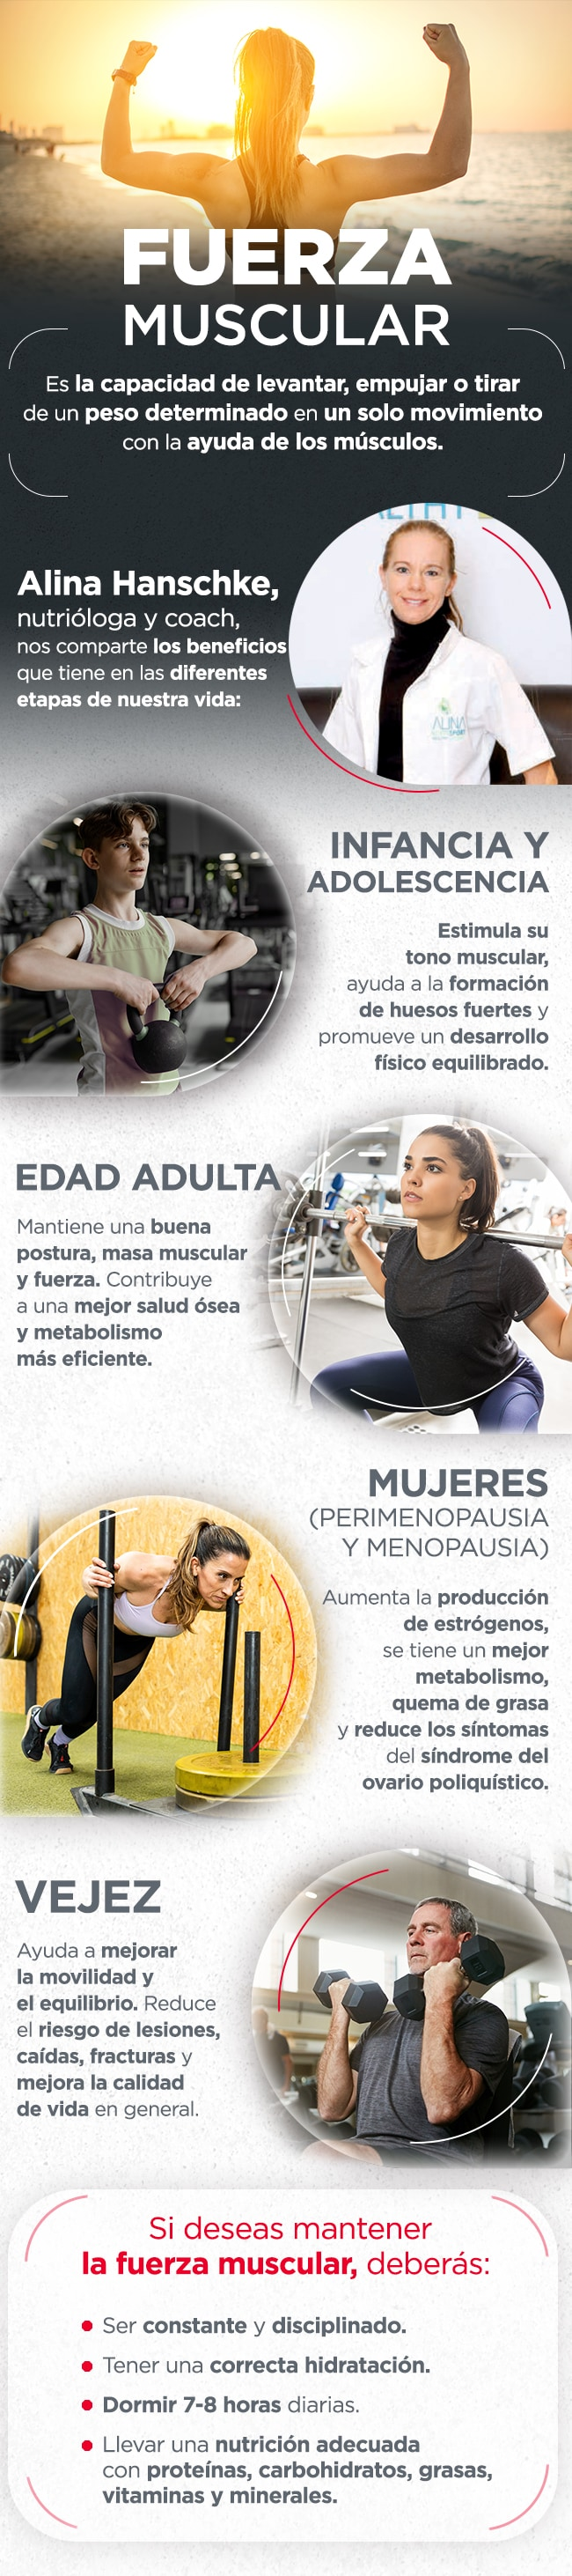 FUERZA
MUSCULAR
Es la capacidad de levantar, empujar o tirar
de un peso determinado en un solo movimiento
con la ayuda de los músculos.
Alina Hanschke,
nutrióloga y coach,
nos comparte los beneficios
que tiene en las diferentes
etapas de nuestra vida:
ALINA
INFANCIA Y
ADOLESCENCIA
Estimula su
tono muscular,
ayuda a la formación
de huesos fuertes y
promueve un desarrollo
físico equilibrado.
EDAD ADULTA
Mantiene una buena
postura, masa muscular
y fuerza. Contribuye
a una mejor salud ósea
y metabolismo
más eficiente.
MUJERES
(PERIMENOPAUSIA
Y MENOPAUSIA)
Aumenta la producción
de estrógenos,
se tiene un mejor
metabolismo,
quema de grasa
y reduce los síntomas
del síndrome del
ovario poliquístico.
VEJEZ
Ayuda a mejorar
la movilidad y
el equilibrio. Reduce
el riesgo de lesiones,
caídas, fracturas y
mejora la calidad
de vida en general.
Si deseas mantener
la fuerza muscular, deberás:
Ser constante y disciplinado.
Tener una correcta hidratación.
Dormir 7-8 horas diarias.
Llevar una nutrición adecuada
con proteínas, carbohidratos, grasas,
vitaminas y minerales.